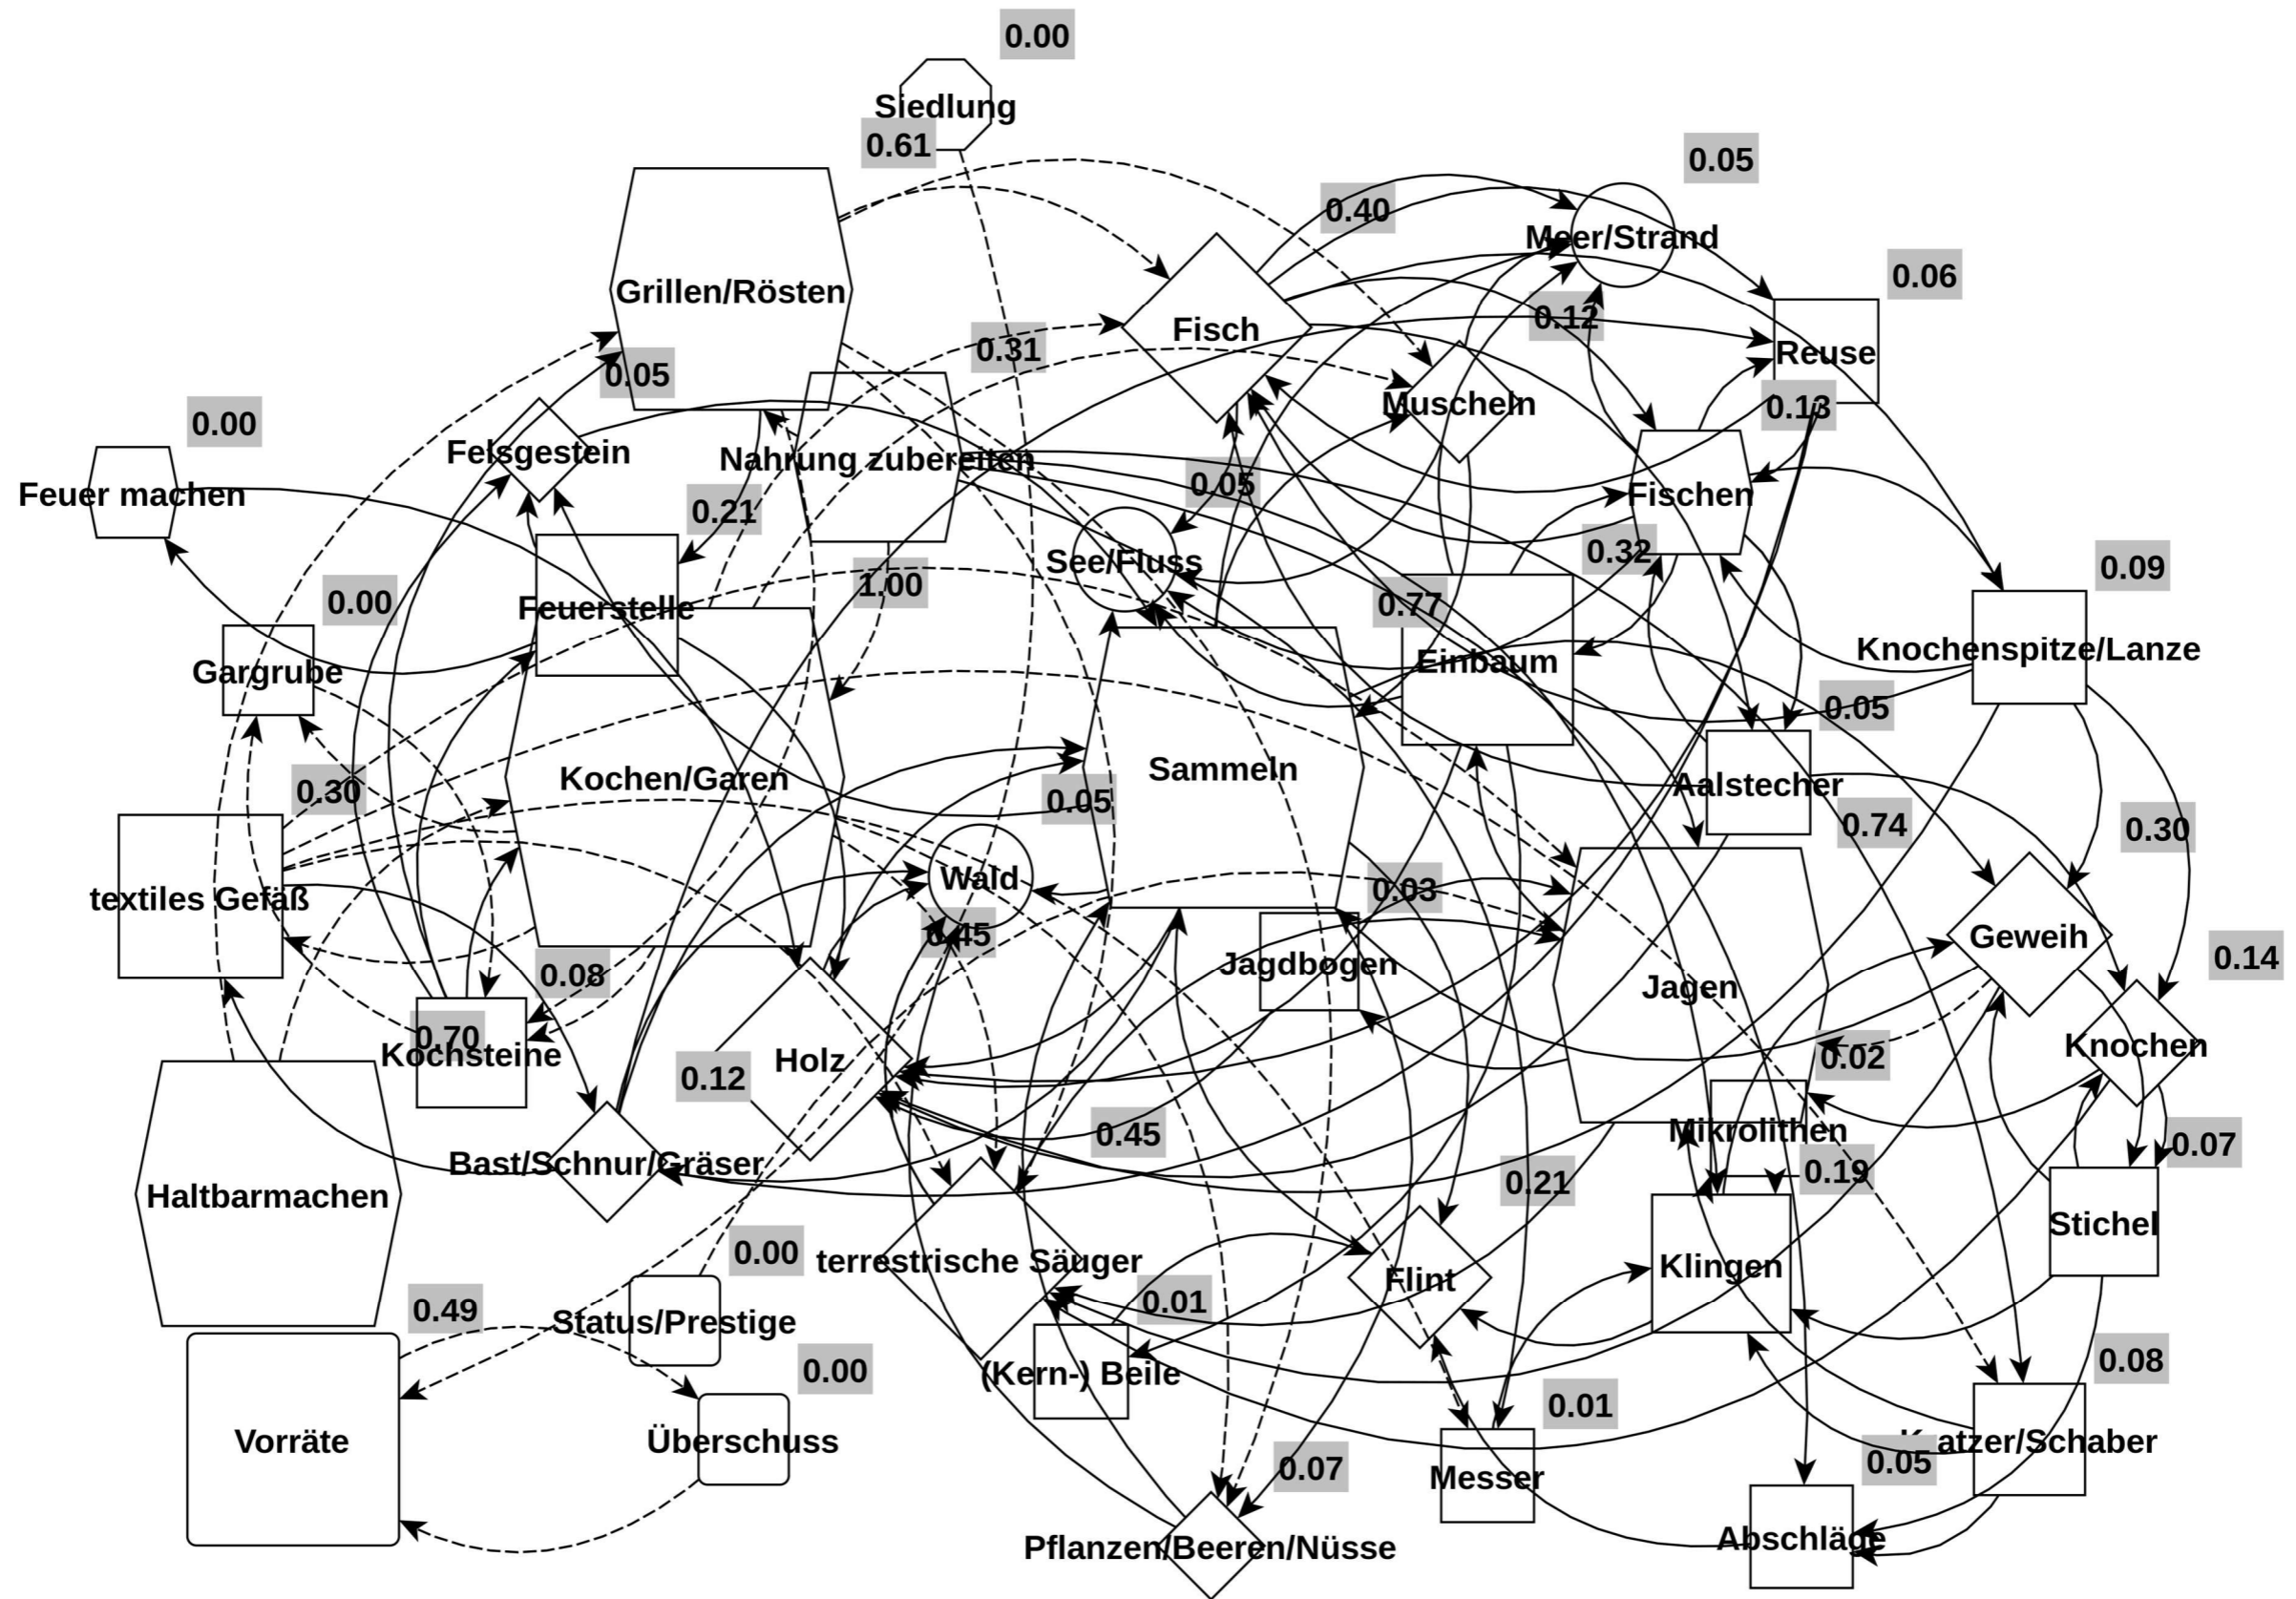 0.00
Siedlung
0.61
0.05
0.40
Meer/Strand
0.06
Grillen/Rösten
0.12
Fisch
0.31
Reuse
0.05
Muscheln
0.13
0.00
Felsgestein
Nahrung zubereiten
0.05
Feuer machen
Fischen
0.21
0.32
See/Fluss
0.09
1.00
0.00
0.77
Feuerstelle
Gargrube
Einbaum
Knochenspitze/Lanze
0.05
Kochen/Garen
Sammeln
Aalstecher
0.30
0.05
0.74
0.30
Wald
0.03
textiles Gefäß
0.45
Geweih
0.14
Jagdbogen
0.08
Jagen
0.70
Kochsteine
Holz
0.02
Knochen
0.12
0.45
Mikrolithen
0.07
Bast/Schnur/Gräser
0.19
0.21
Haltbarmachen
Stichel
0.00
terrestrische Säuger
Klingen
Flint
0.49
0.01
Status/Prestige
0.00
(Kern-) Beile
0.08
0.01
Vorräte
Überschuss
atzer/Schaber
0.07
0.05
Messer
Pflanzen/Beeren/Nüsse
Abschläge